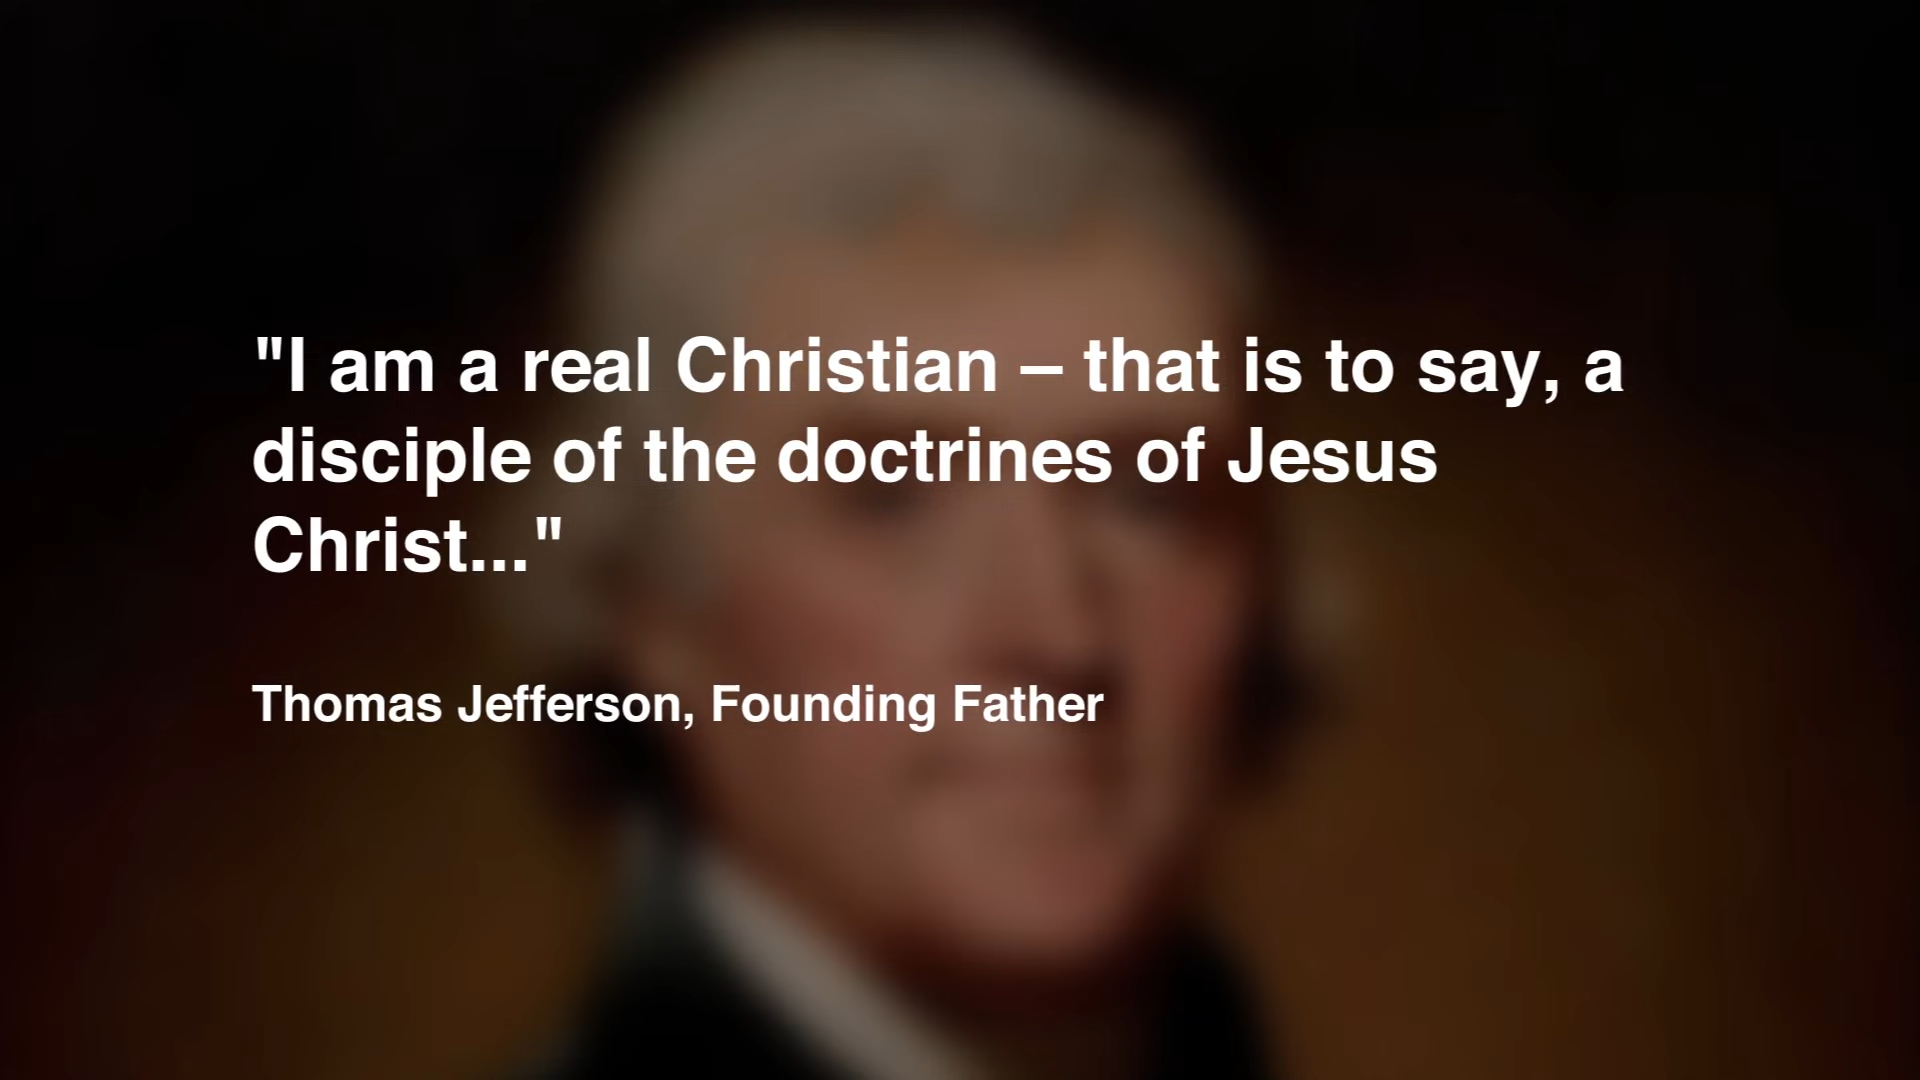 "I am a real Christian – that is to say, a
disciple of the doctrines of Jesus
Christ..."
Thomas Jefferson, Founding Father